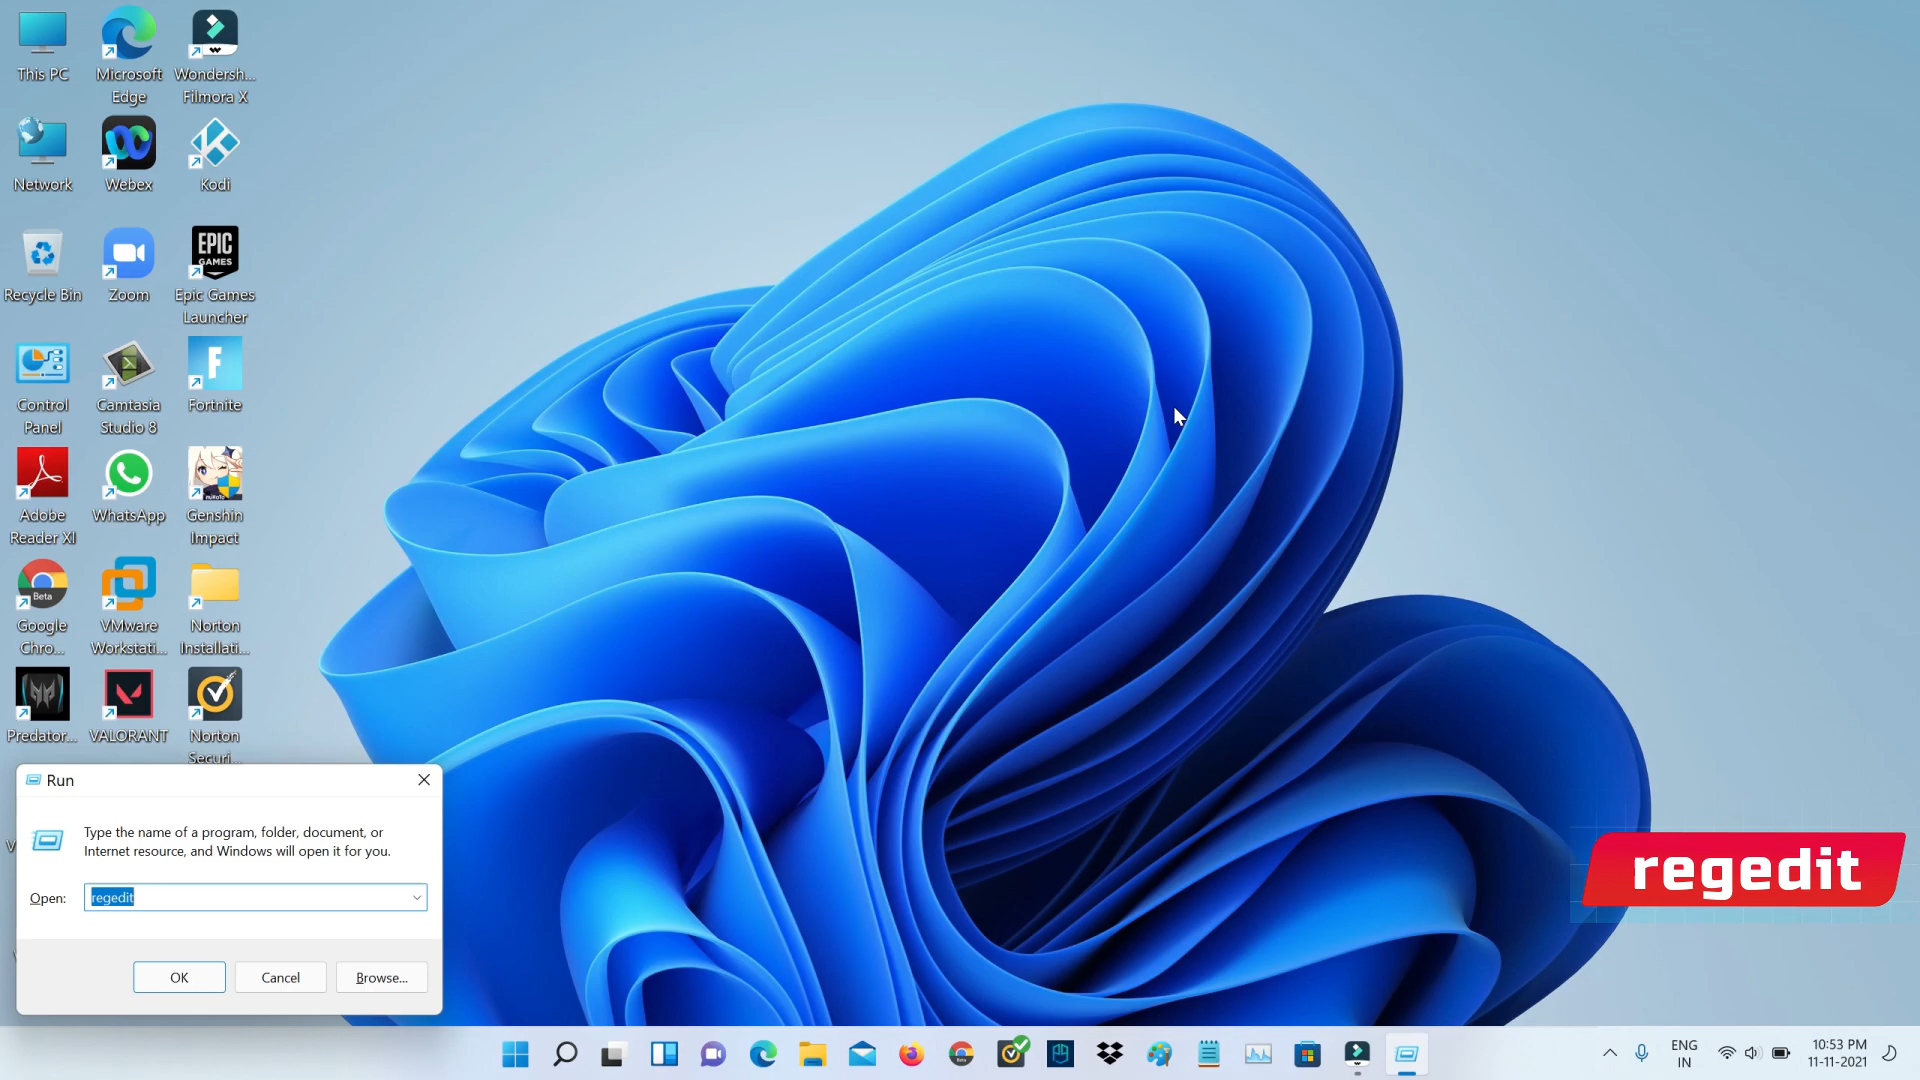 This PC
Microsoft
Edge
Wondersh...
Filmora X
Network
Webex
Kodi
EPIC
GAMES
Recycle Bin
Zoom
Epic Games
Launcher
Control
Panel
Camtasia
Studio 8
F
Fortnite
Adobe
Reader XI
WhatsApp
Genshin
Impact
Beta
Google
Chro...
VMware
Workstati...
Norton
Installati...
Predator...
VALORANT
Norton
Securi...
Run
Type the name of a program, folder, document, or
Internet resource, and Windows will open it for you.
Open:
regedit
OK
Cancel
Browse...
regedit
ENG
IN
10:53 PM
11-11-2021